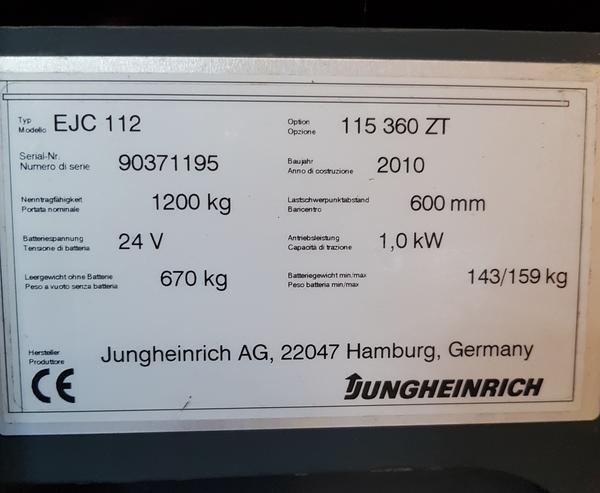 Typ
Modello
EJC 112
Option
Opzione
115 360 ZT
Serial-Nr.
Numero di serie
90371195
Baujahr
Anno di costruzione
2010
Nenntragfähigkeit
Portata nominale
1200 kg
Lastschwerpunktabstand
Baricentro
600 mm
Batteriespannung
Tensione di batteria
24 V
Antriebsleistung
Capacità di trazione
1,0 kW
Leergewicht ohne Batterie
Peso a vuoto senza batteria
670 kg
Batteriegewicht min/max
Peso batteria min/max
143/159 kg
Hersteller
Produttore
Jungheinrich AG, 22047 Hamburg, Germany
CE
JUNGHEINRICH